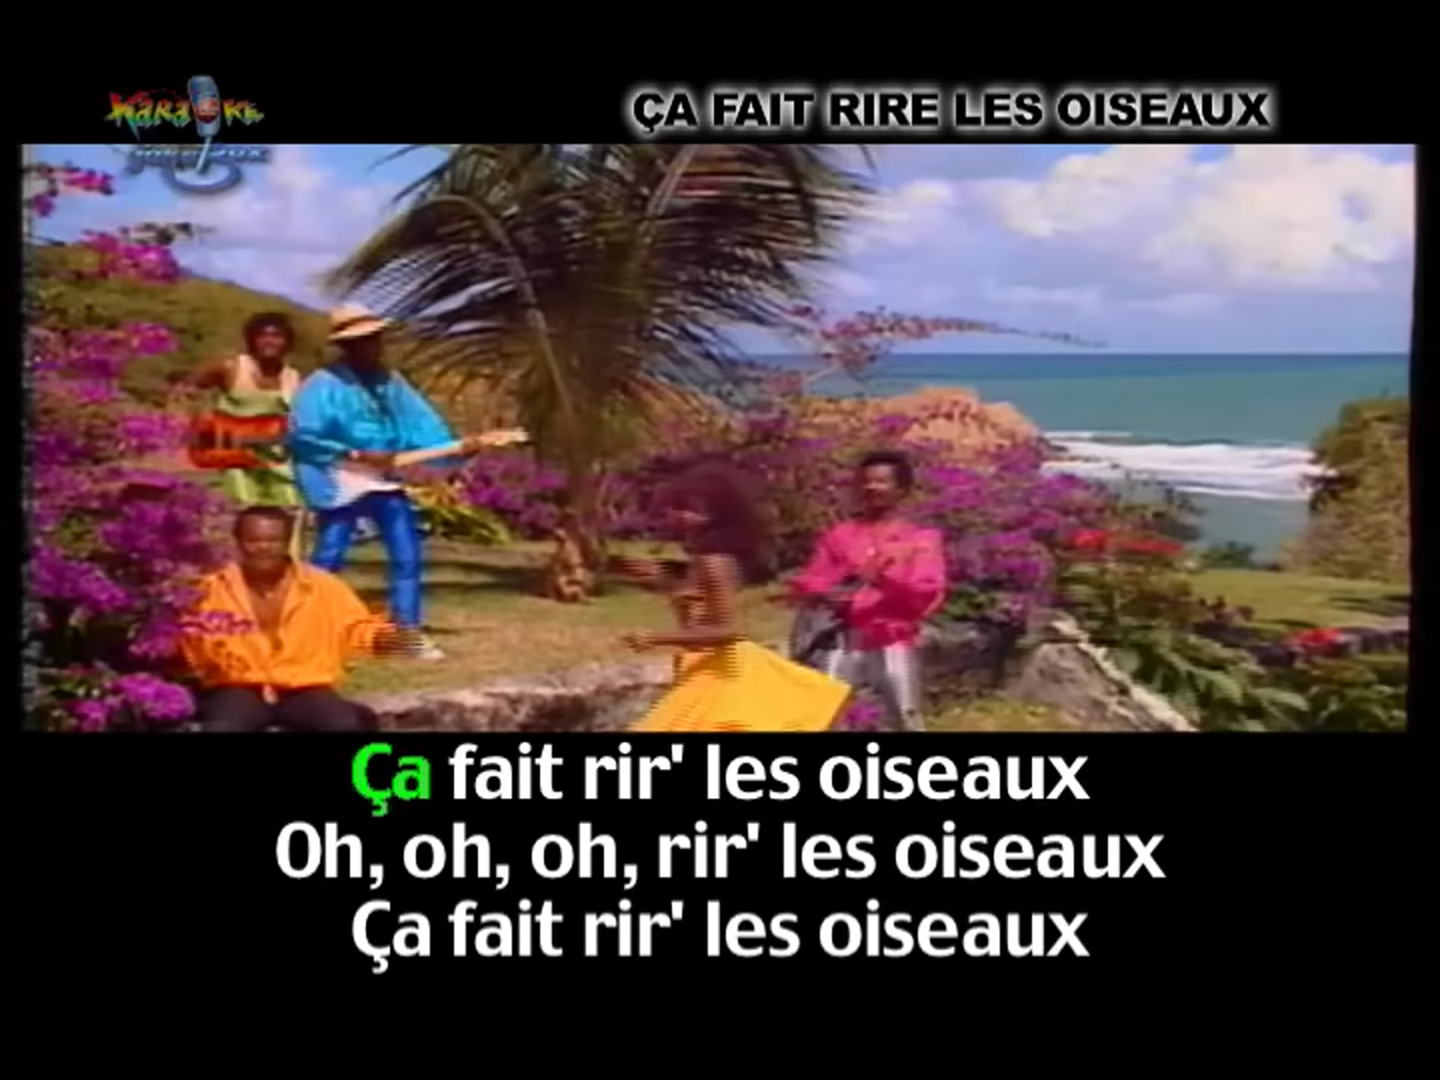 KaRaOKE
ÇA FAIT RIRE LES OISEAUX
Ça fait rir' les oiseaux
Oh, oh, oh, rir' les oiseaux
Ça fait rir' les oiseaux